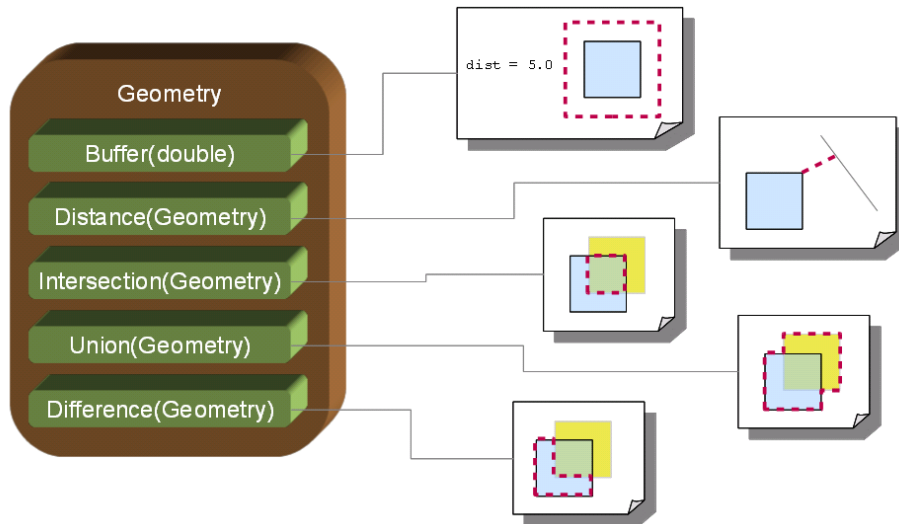 Geometry
Buffer(double)
Distance(Geometry)
Intersection(Geometry)
Union(Geometry)
Difference(Geometry)
dist = 5.0